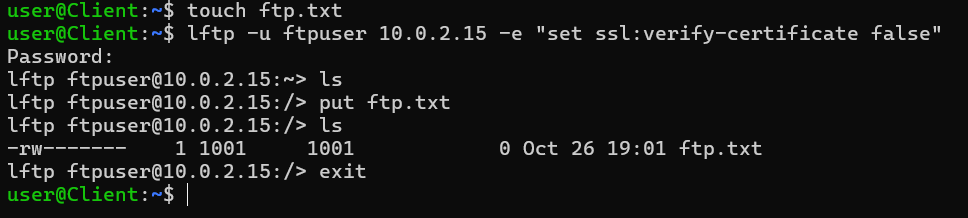 user@Client:~$ touch ftp.txt
user@Client:~$ lftp -u ftpuser 10.0.2.15 -e "set ssl:verify-certificate false"
Password:
lftp ftpuser@10.0.2.15:~> ls
lftp ftpuser@10.0.2.15:/> put ftp.txt
lftp ftpuser@10.0.2.15:/> ls
-rw-------    1 1001     1001            0 Oct 26 19:01 ftp.txt
lftp ftpuser@10.0.2.15:/> exit
user@Client:~$